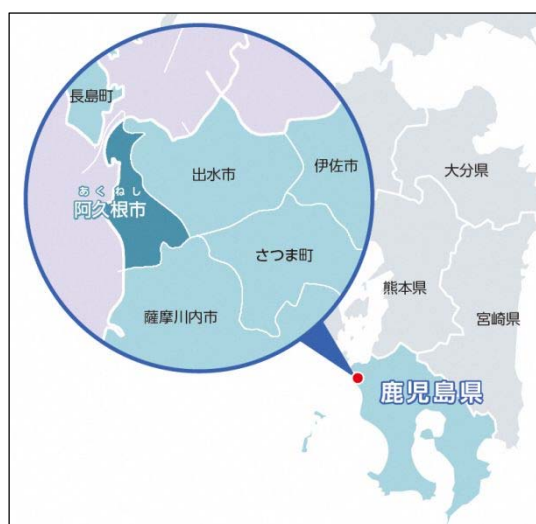 長島町
出水市
伊佐市
あくねし
阿久根市
さつま町
薩摩川内市
大分県
熊本県
宮崎県
鹿児島県